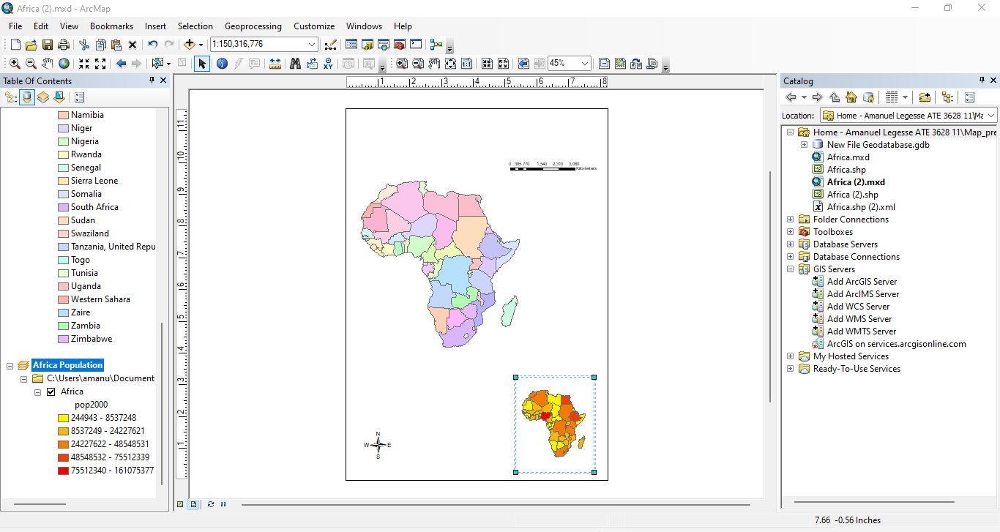 Africa (2).mxd - ArcMap
File Edit View Bookmarks Insert Selection Geoprocessing Customize Windows Help
1:150,316,776
45%
Table Of Contents
Namibia
Niger
Nigeria
Rwanda
Senegal
Sierra Leone
Somalia
South Africa
Sudan
Swaziland
Tanzania, United Repu
Togo
Tunisia
Uganda
Western Sahara
Zaire
Zambia
Zimbabwe
Africa Population
C:\Users\amanu\Document
Africa
pop2000
244943 - 8537248
8537249 - 24227621
24227622 - 48548531
48548532 - 75512339
75512340 - 161075377
1 2 3 4 5 6 7 8
11
10
9
8
7
6
5
4
3
2
1
0 385 770 1,540 2,310 3,080
Kilometers
N
W E
S
Catalog
Location: Home - Amanuel Legesse ATE 3628 11\Ma
Home - Amanuel Legesse ATE 3628 11\Map_pre
New File Geodatabase.gdb
Africa.mxd
Africa.shp
Africa (2).mxd
Africa (2).shp
Africa.shp (2).xml
Folder Connections
Toolboxes
Database Servers
Database Connections
GIS Servers
Add ArcGIS Server
Add ArcIMS Server
Add WCS Server
Add WMS Server
Add WMTS Server
ArcGIS on services.arcgisonline.com
My Hosted Services
Ready-To-Use Services
7.66 -0.56 Inches